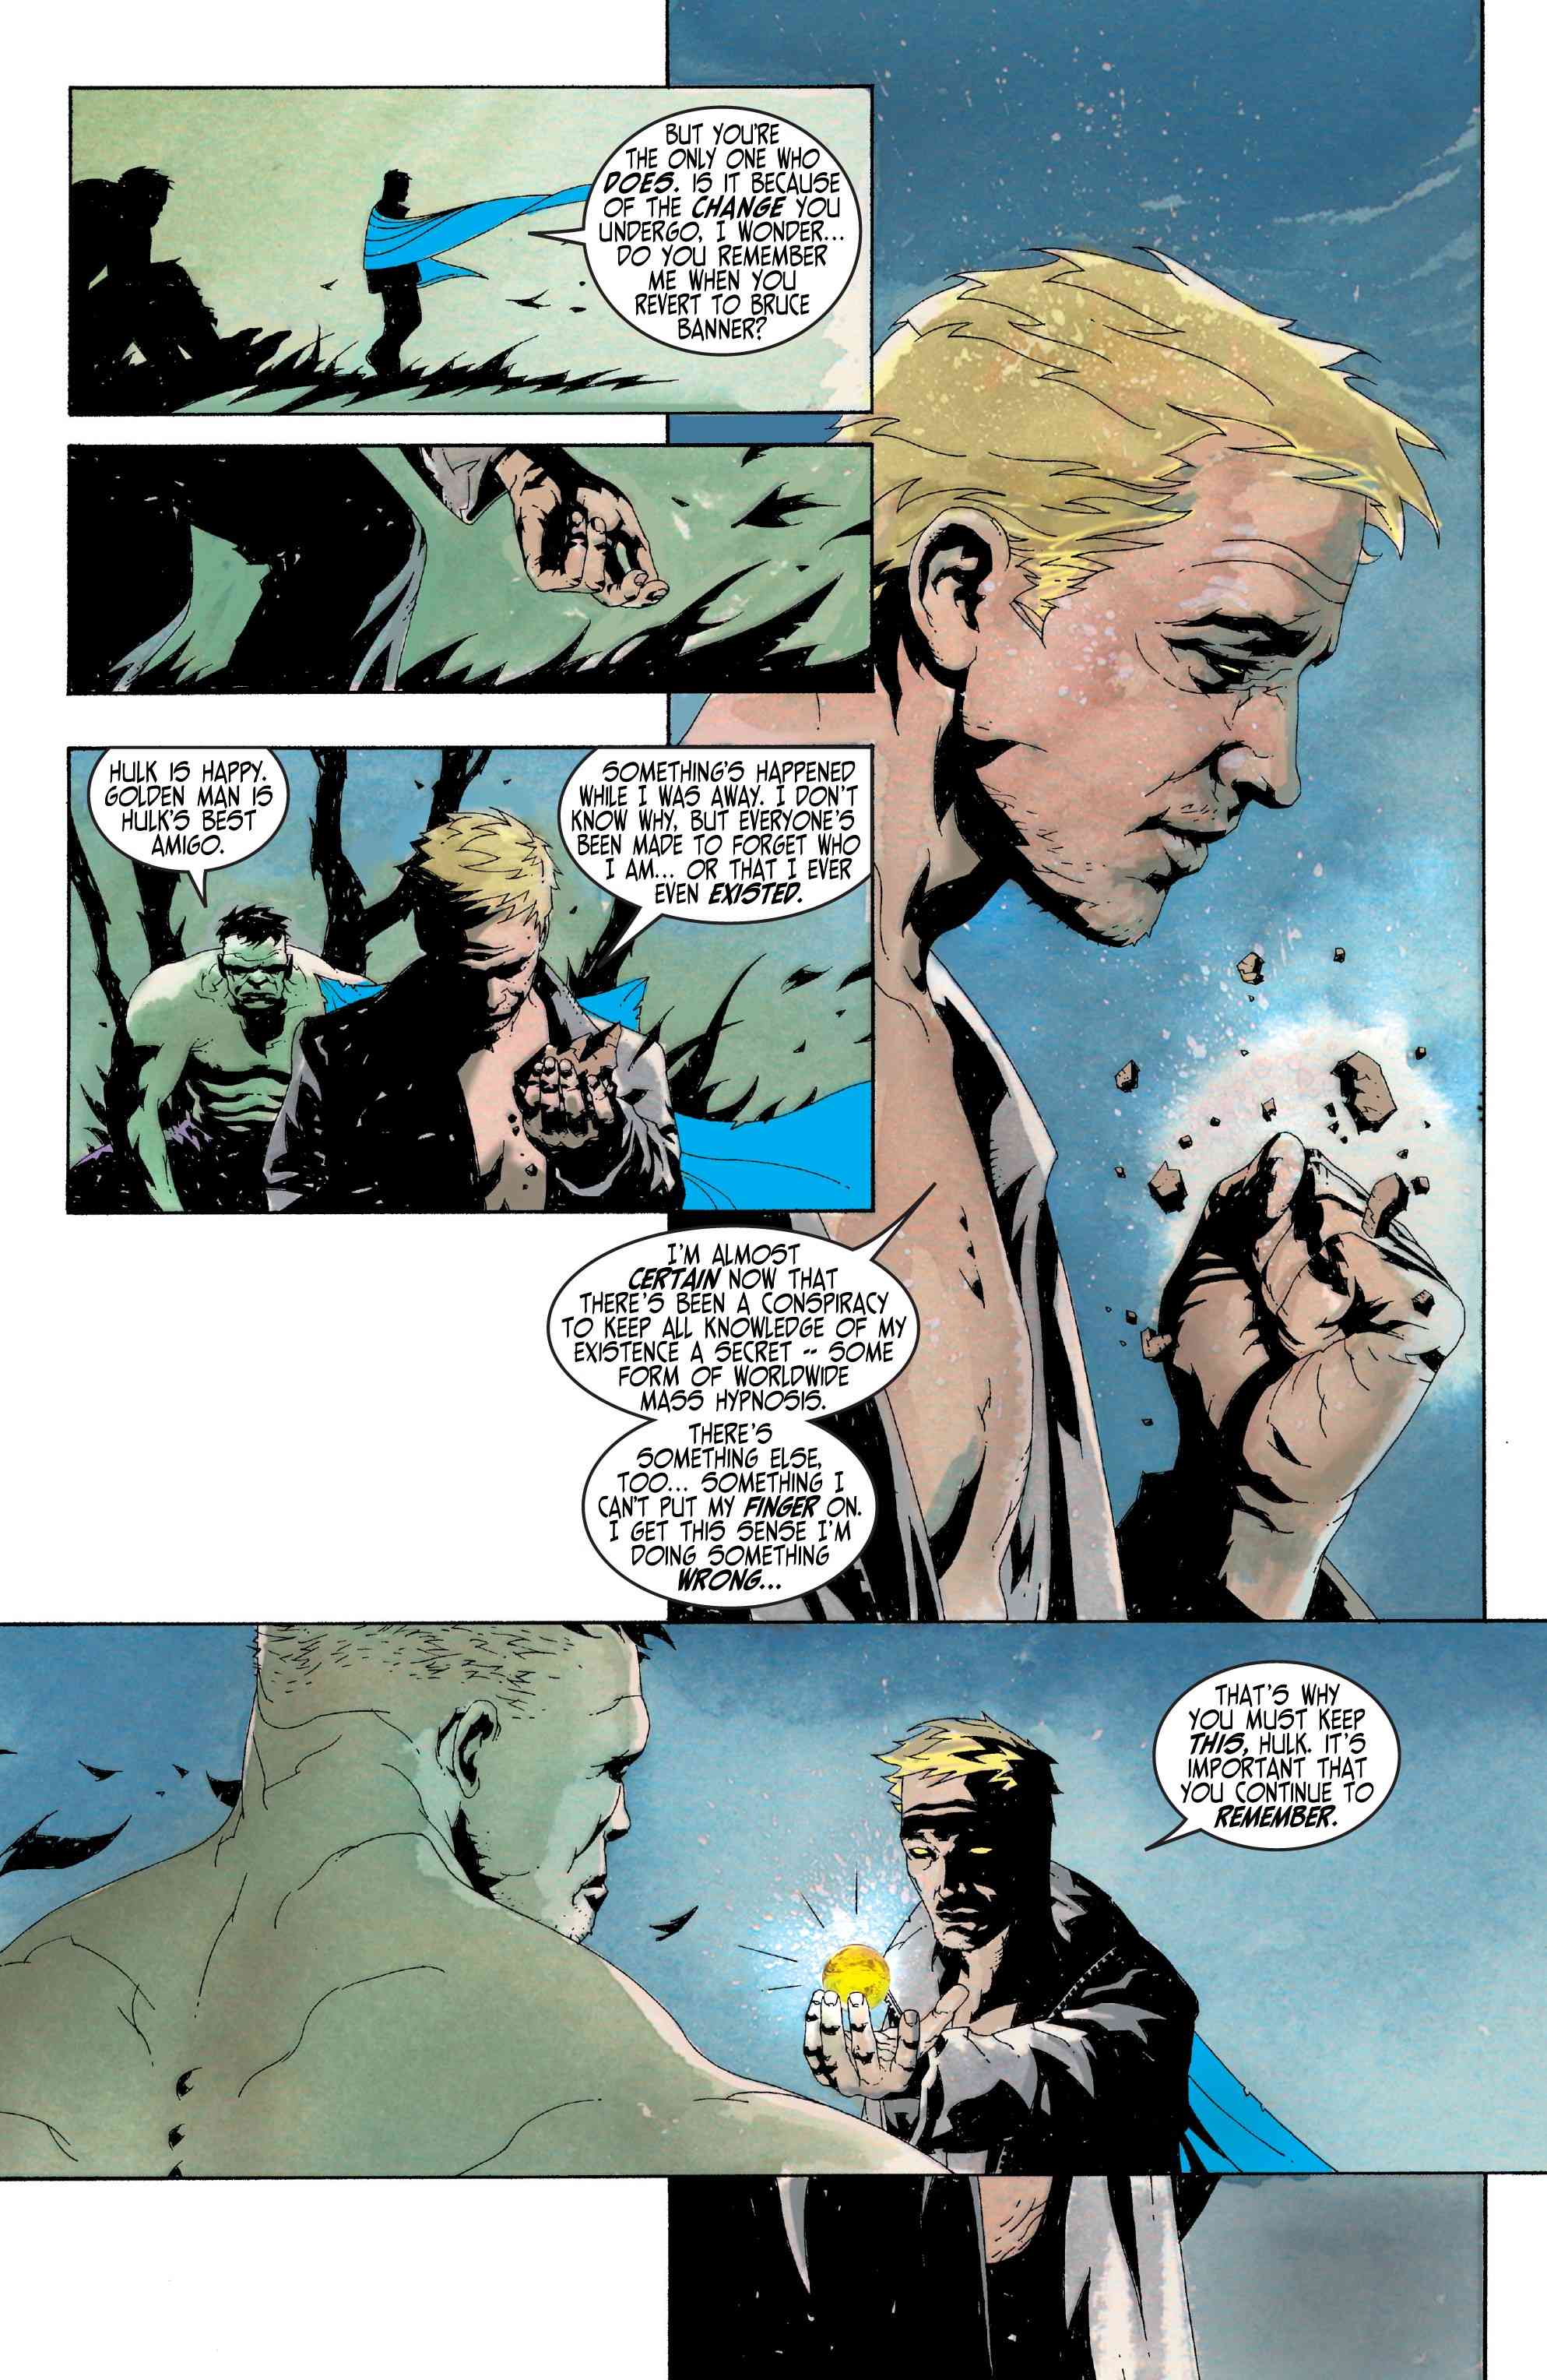 BUT YOU'RE
THE ONLY ONE WHO
DOES. IS IT BECAUSE
OF THE CHANGE YOU
UNDERGO, I WONDER...
DO YOU REMEMBER
ME WHEN YOU
REVERT TO BRUCE
BANNER?
HULK IS HAPPY.
GOLDEN MAN IS
HULK'S BEST
AMIGO.
SOMETHING'S HAPPENED
WHILE I WAS AWAY. I DON'T
KNOW WHY, BUT EVERYONE'S
BEEN MADE TO FORGET WHO
I AM... OR THAT I EVER
EVEN EXISTED.
I'M ALMOST
CERTAIN NOW THAT
THERE'S BEEN A CONSPIRACY
TO KEEP ALL KNOWLEDGE OF MY
EXISTENCE A SECRET -- SOME
FORM OF WORLDWIDE
MASS HYPNOSIS.
THERE'S
SOMETHING ELSE,
TOO... SOMETHING I
CAN'T PUT MY FINGER ON.
I GET THIS SENSE I'M
DOING SOMETHING
WRONG...
THAT'S WHY
YOU MUST KEEP
THIS, HULK. IT'S
IMPORTANT THAT
YOU CONTINUE TO
REMEMBER.